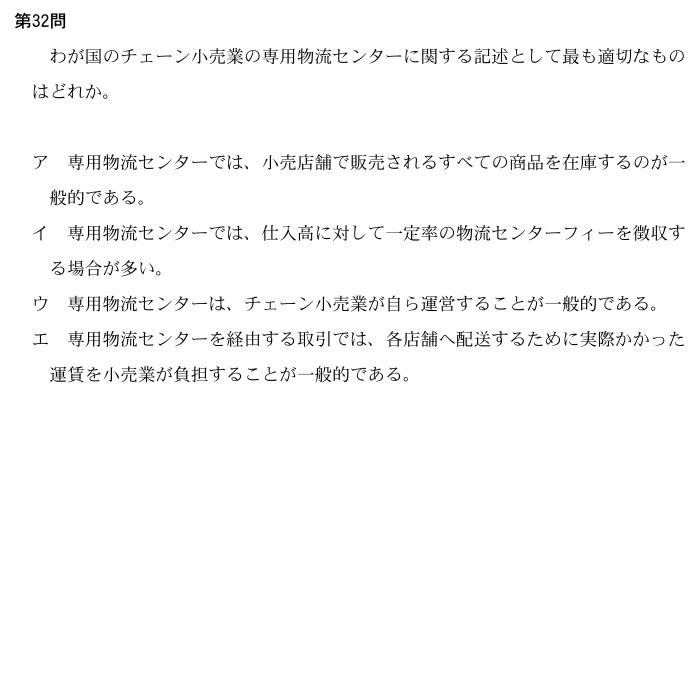 第32問
わが国のチェーン小売業の専用物流センターに関する記述として最も適切なもの
はどれか。
ア 専用物流センターでは、小売店舗で販売されるすべての商品を在庫するのが一
般的である。
イ 専用物流センターでは、仕入高に対して一定率の物流センターフィーを徴収す
る場合が多い。
ウ 専用物流センターは、チェーン小売業が自ら運営することが一般的である。
エ 専用物流センターを経由する取引では、各店舗へ配送するために実際かかった
運賃を小売業が負担することが一般的である。